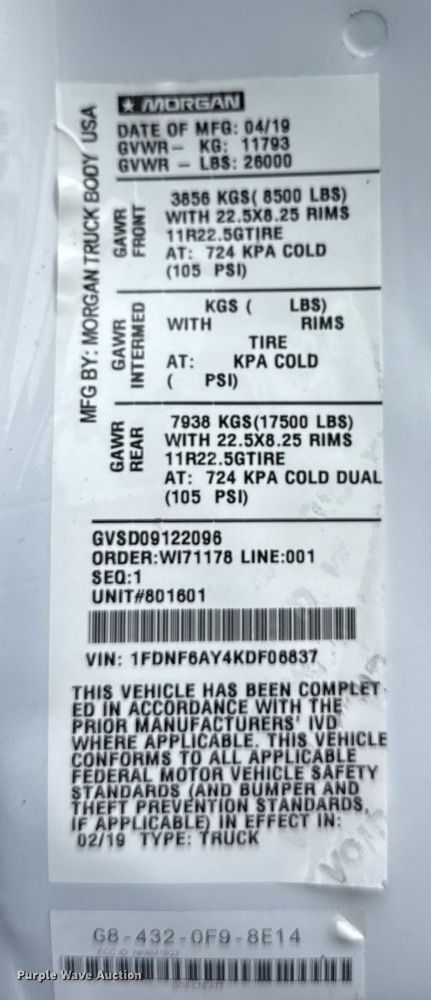 ★ MORGAN
MFG BY: MORGAN TRUCK BODY USA
DATE OF MFG: 04/19
GVWR- KG: 11793
GVWR - LBS: 26000
GAWR
FRONT
3856 KGS( 8500 LBS)
WITH 22.5X8.25 RIMS
11R22.5GTIRE
AT: 724 KPA COLD
(105 PSI)
GAWR
INTERMED
KGS ( LBS)
WITH RIMS
TIRE
AT: KPA COLD
( PSI)
GAWR
REAR
7938 KGS(17500 LBS)
WITH 22.5X8.25 RIMS
11R22.5GTIRE
AT: 724 KPA COLD DUAL
(105 PSI)
GVSD09122096
ORDER:WI71178 LINE:001
SEQ:1
UNIT#801601
VIN: 1FDNF6AY4KDF06837
THIS VEHICLE HAS BEEN COMPLET-
ED IN ACCORDANCE WITH THE
PRIOR MANUFACTURERS' IVD
WHERE APPLICABLE. THIS VEHICLE
CONFORMS TO ALL APPLICABLE
FEDERAL MOTOR VEHICLE SAFETY
STANDARDS (AND BUMPER AND
THEFT PREVENTION STANDARDS,
IF APPLICABLE) IN EFFECT IN:
02/19 TYPE: TRUCK
VOID
G8-432-0F9-8E14
FCC ID:
Purple Wave Auction